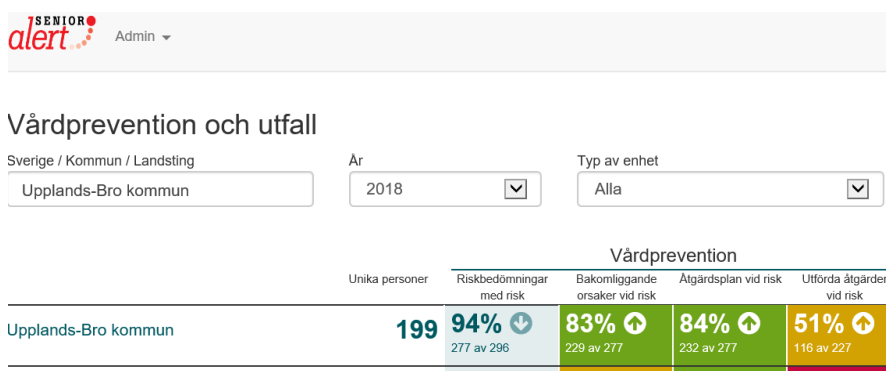 SENIOR
alert
Admin
Vårdprevention och utfall
Sverige / Kommun / Landsting
År
Typ av enhet
Upplands-Bro kommun
2018
Alla
Vårdprevention
Unika personer
Riskbedömningar
med risk
Bakomliggande
orsaker vid risk
Åtgärdsplan vid risk
Utförda åtgärder
vid risk
Upplands-Bro kommun
199
94%
277 av 296
83%
229 av 277
84%
232 av 277
51%
116 av 227